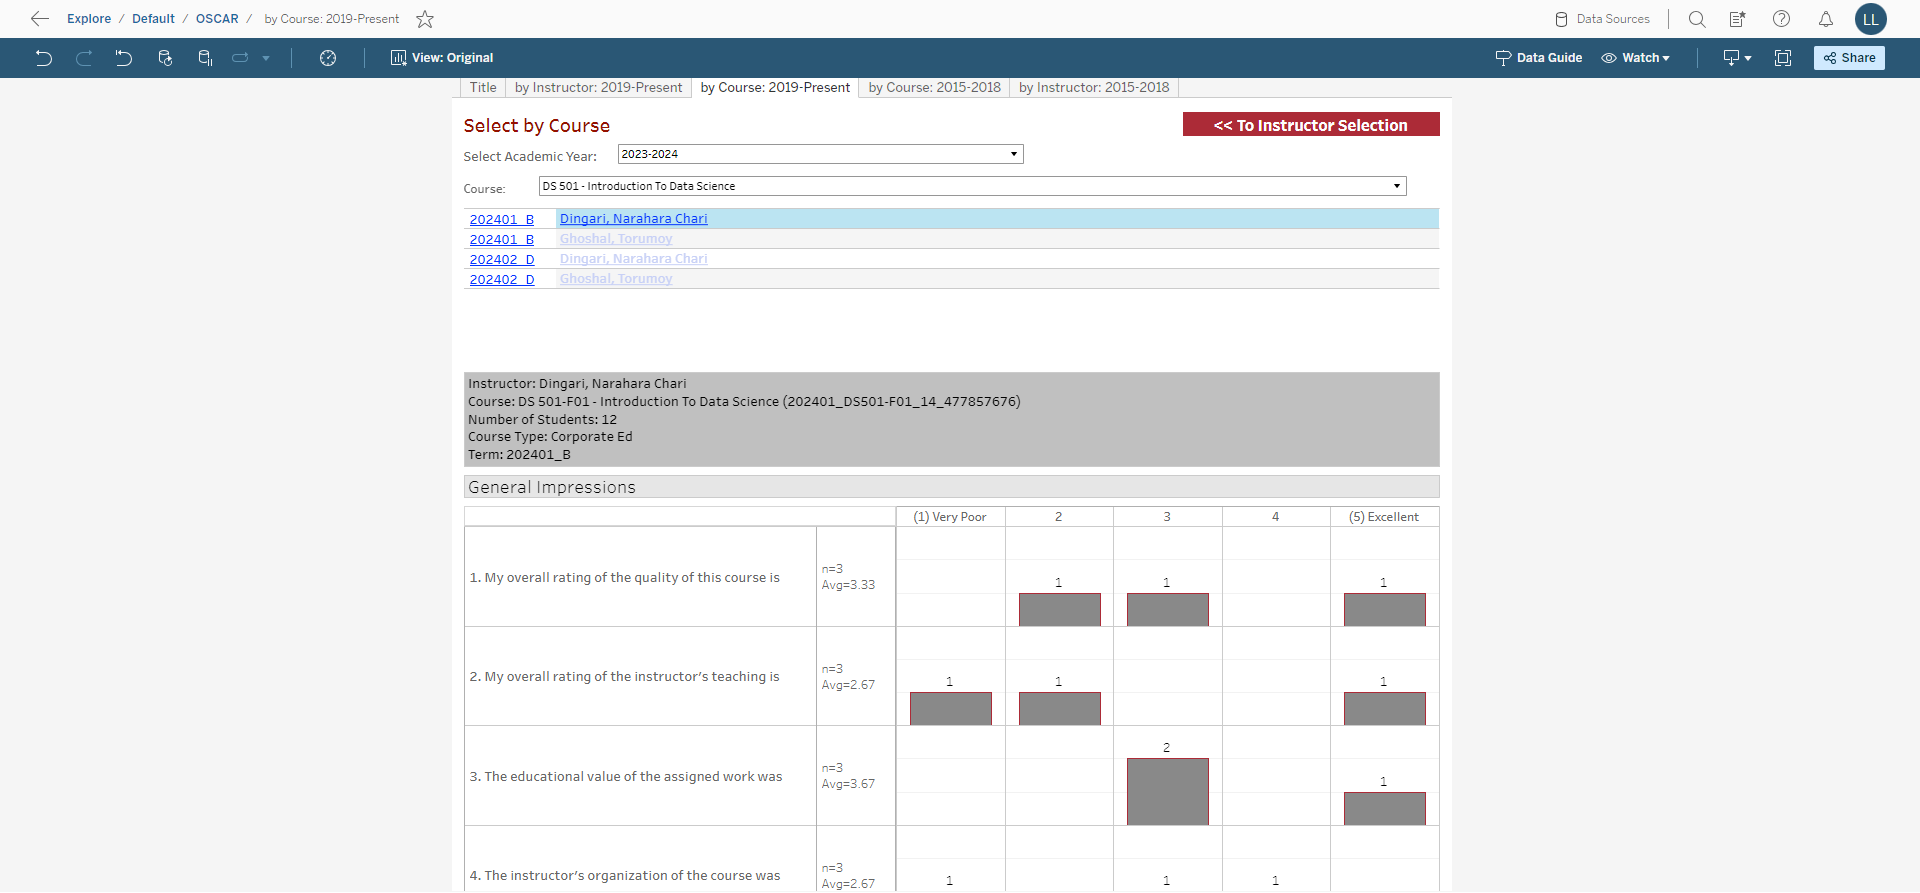 Explore / Default / OSCAR / by Course: 2019-Present
Data Sources
LL
View: Original
Data Guide
Watch
Share
Title
by Instructor: 2019-Present
by Course: 2019-Present
by Course: 2015-2018
by Instructor: 2015-2018
Select by Course
<< To Instructor Selection
Select Academic Year: 2023-2024
Course: DS 501 - Introduction To Data Science
202401_B Dingari, Narahara Chari
202401_B Ghoshal, Torumoy
202402_D Dingari, Narahara Chari
202402_D Ghoshal, Torumoy
Instructor: Dingari, Narahara Chari
Course: DS 501-F01 - Introduction To Data Science (202401_DS501-F01_14_477857676)
Number of Students: 12
Course Type: Corporate Ed
Term: 202401_B
General Impressions
(1) Very Poor 2 3 4 (5) Excellent
1. My overall rating of the quality of this course is
n=3
Avg=3.33
1 1 1
2. My overall rating of the instructor's teaching is
n=3
Avg=2.67
1 1 1
3. The educational value of the assigned work was
n=3
Avg=3.67
2 1
4. The instructor's organization of the course was
n=3
Avg=2.67
1 1 1